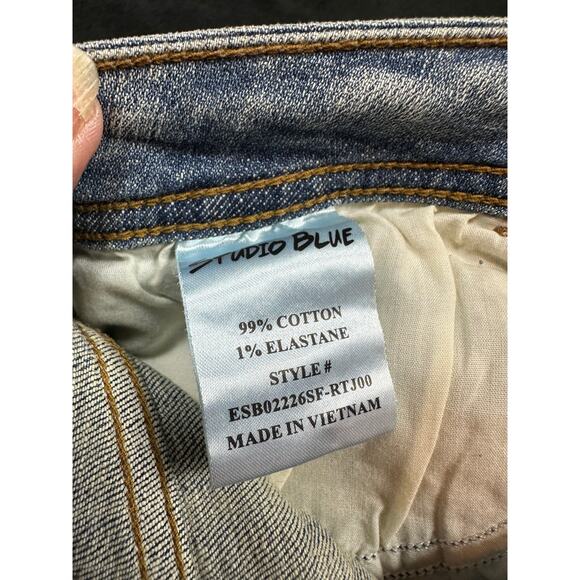 STUDIO BLUE
99% COTTON
1% ELASTANE
STYLE #
ESB02226SF-RTJ00
MADE IN VIETNAM